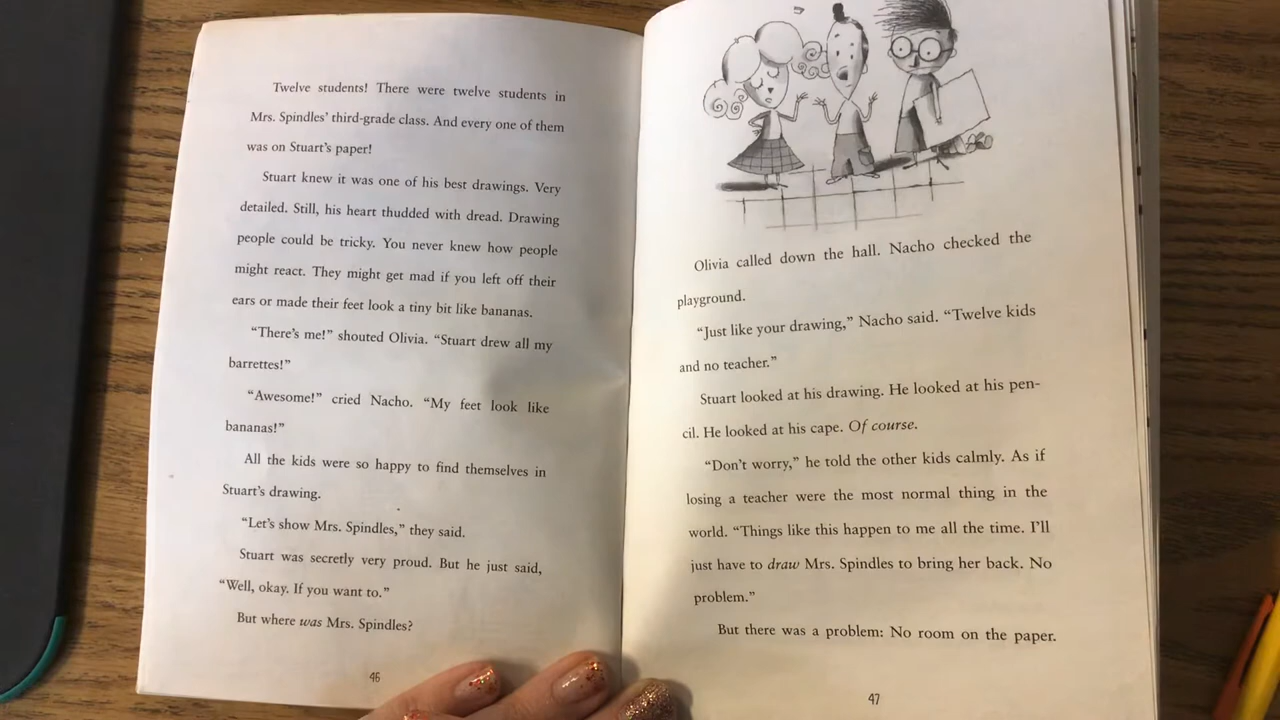 Twelve students! There were twelve students in
Mrs. Spindles’ third-grade class. And every one of them
was on Stuart’s paper!
Stuart knew it was one of his best drawings. Very
detailed. Still, his heart thudded with dread. Drawing
people could be tricky. You never knew how people
might react. They might get mad if you left off their
ears or made their feet look a tiny bit like bananas.
“There’s me!” shouted Olivia. “Stuart drew all my
barrettes!”
“Awesome!” cried Nacho. “My feet look like
bananas!”
All the kids were so happy to find themselves in
Stuart’s drawing.
“Let’s show Mrs. Spindles,” they said.
Stuart was secretly very proud. But he just said,
“Well, okay. If you want to.”
But where was Mrs. Spindles?
46
Olivia called down the hall. Nacho checked the
playground.
“Just like your drawing,” Nacho said. “Twelve kids
and no teacher.”
Stuart looked at his drawing. He looked at his pen-
cil. He looked at his cape. Of course.
“Don’t worry,” he told the other kids calmly. As if
losing a teacher were the most normal thing in the
world. “Things like this happen to me all the time. I’ll
just have to draw Mrs. Spindles to bring her back. No
problem.”
But there was a problem: No room on the paper.
47